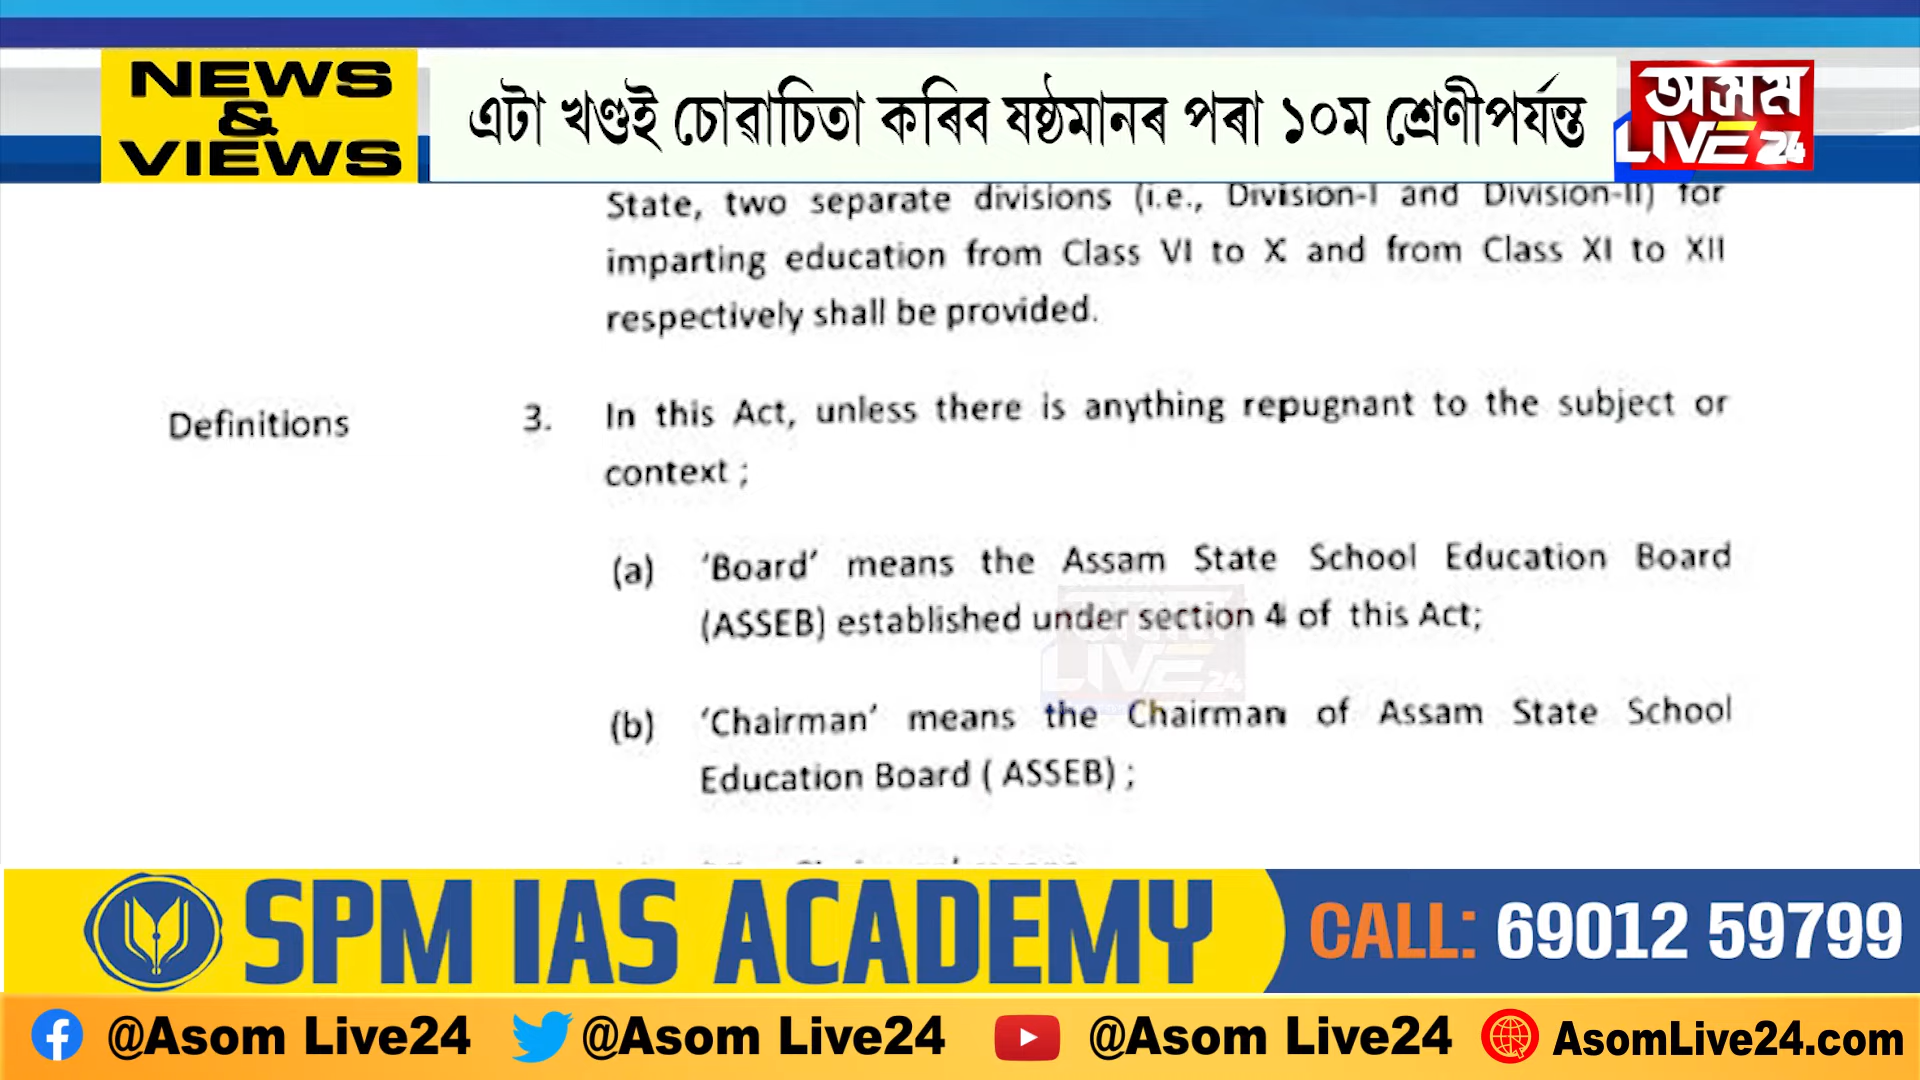 NEWS
&
VIEWS
এটা খণ্ডই চোৱাচিতা কৰিব ষষ্ঠমানৰ পৰা ১০ম শ্ৰেণীপৰ্যন্ত
অসম
LIVE 24
State, two separate divisions (i.e., Division-I and Division-II) for
imparting education from Class VI to X and from Class XI to XII
respectively shall be provided.
Definitions 3. In this Act, unless there is anything repugnant to the subject or
context ;
(a) ‘Board’ means the Assam State School Education Board
(ASSEB) established under section 4 of this Act;
LIVE 24
(b) ‘Chairman’ means the Chairman of Assam State School
Education Board ( ASSEB) ;
SPM IAS ACADEMY CALL: 69012 59799
@Asom Live24 @Asom Live24 @Asom Live24 AsomLive24.com